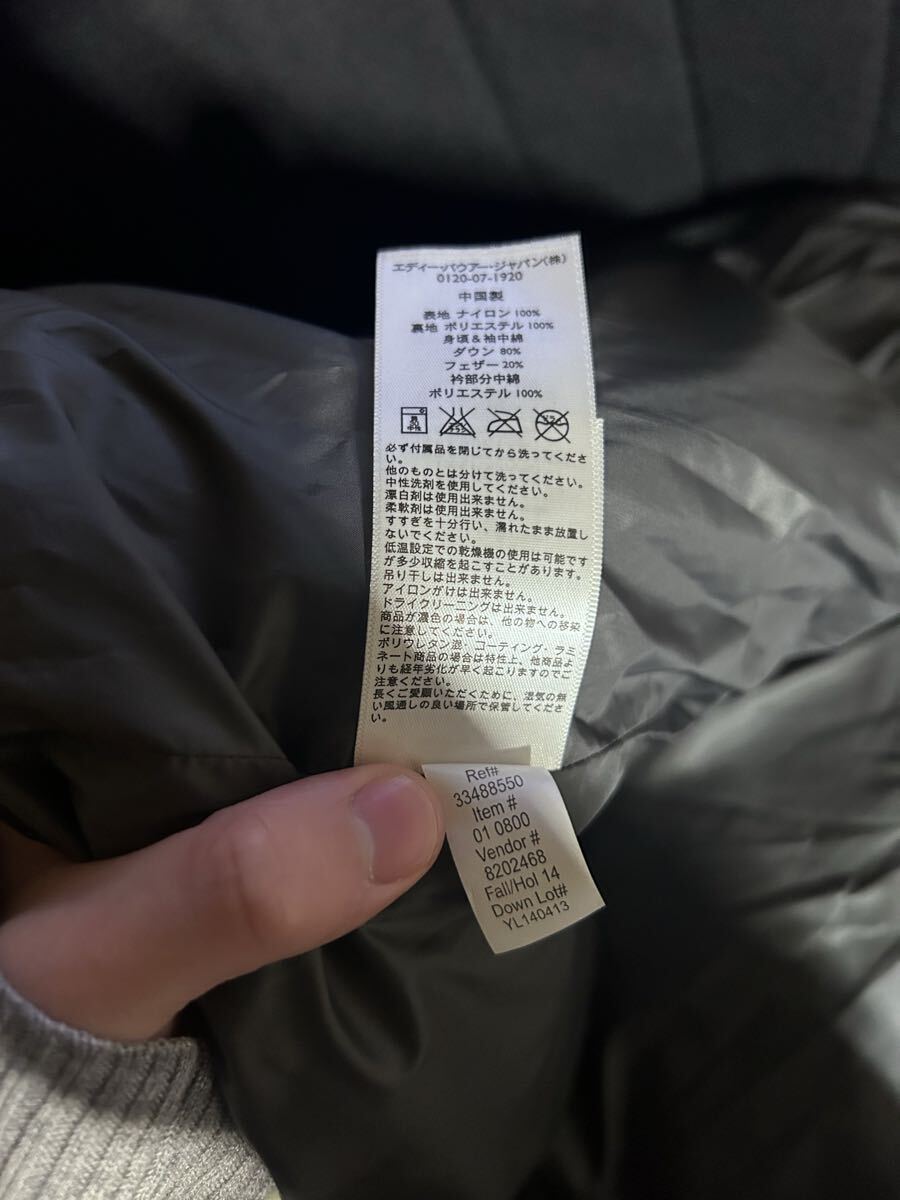 エディー・バウアー・ジャパン(株)
0120-07-1920
中国製
表地 ナイロン 100%
裏地 ポリエステル 100%
身頃&袖中綿
ダウン 80%
フェザー 20%
衿部分中綿
ポリエステル 100%
必ず付属品を閉じてから洗ってくださ
い。
他のものとは分けて洗ってください。
中性洗剤を使用してください。
漂白剤は使用出来ません。
柔軟剤は使用出来ません。
すすぎを十分行い、濡れたまま放置し
ないでください。
低温設定での乾燥機の使用は可能です
が多少収縮を起こすことがあります。
吊り干しは出来ません。
アイロンがけは出来ません。
ドライクリーニングは出来ません。
商品が濃色の場合は、他の物への移染
に注意してください。
ポリウレタン混、コーティング、ラミ
ネート商品の場合は特性上、他商品よ
りも経年劣化が早く起こりますのでご
注意ください。
長くご愛顧いただくために、湿気の無
い風通しの良い場所で保管してくださ
い。
Ref#
33488550
Item #
01 0800
Vendor #
8202468
Fall/Hol 14
Down Lot#
YL140413